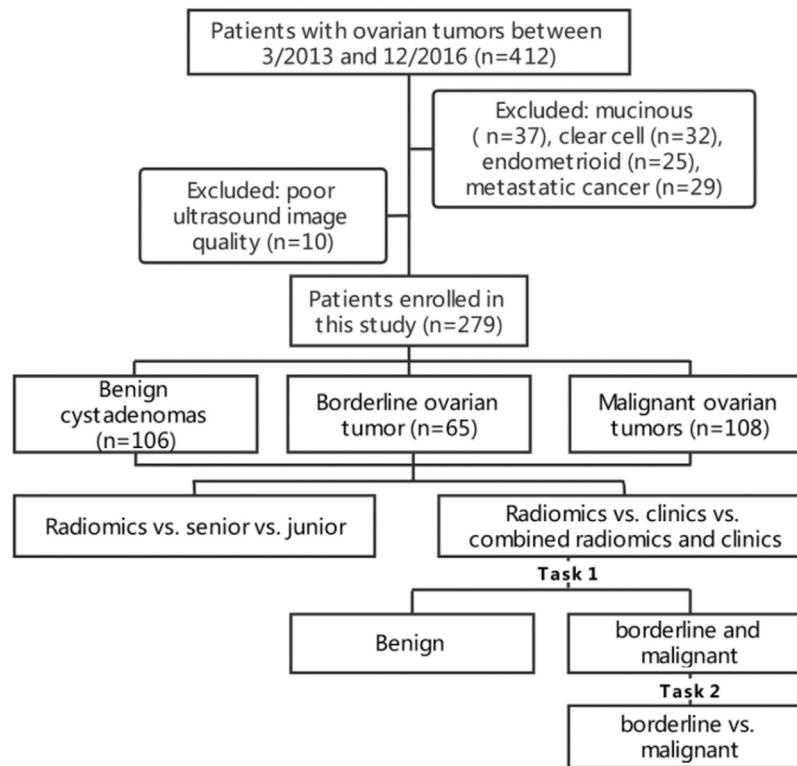 Patients with ovarian tumors between
3/2013 and 12/2016 (n=412)
Excluded: mucinous
( n=37), clear cell (n=32),
endometrioid (n=25),
metastatic cancer (n=29)
Excluded: poor
ultrasound image
quality (n=10)
Patients enrolled in
this study (n=279)
Benign
cystadenomas
(n=106)
Borderline ovarian
tumor (n=65)
Malignant ovarian
tumors (n=108)
Radiomics vs. senior vs. junior
Radiomics vs. clinics vs.
combined radiomics and clinics
Task 1
Benign
borderline and
malignant
Task 2
borderline vs.
malignant